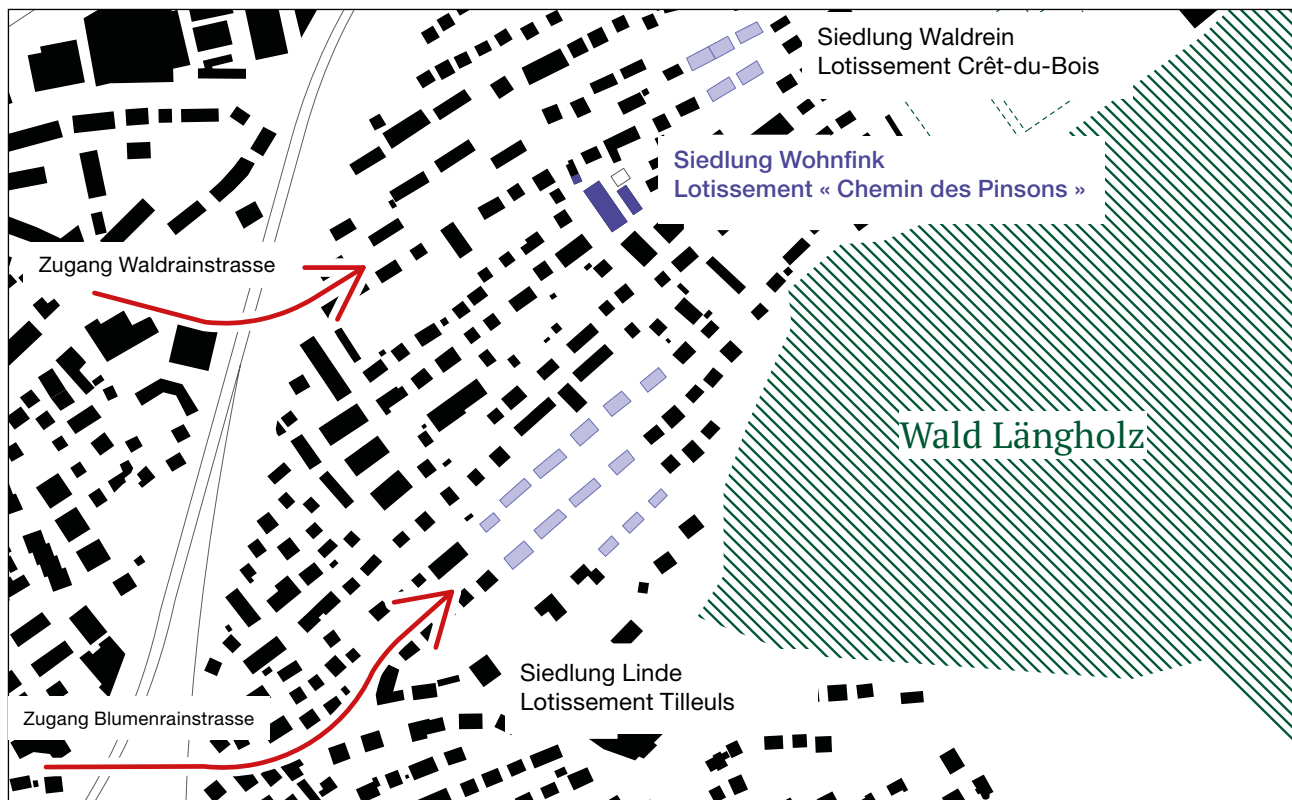 Siedlung Waldrein
Lotissement Crêt-du-Bois
Siedlung Wohnfink
Lotissement « Chemin des Pinsons »
Zugang Waldrainstrasse
Wald Längholz
Siedlung Linde
Lotissement Tilleuls
Zugang Blumenrainstrasse